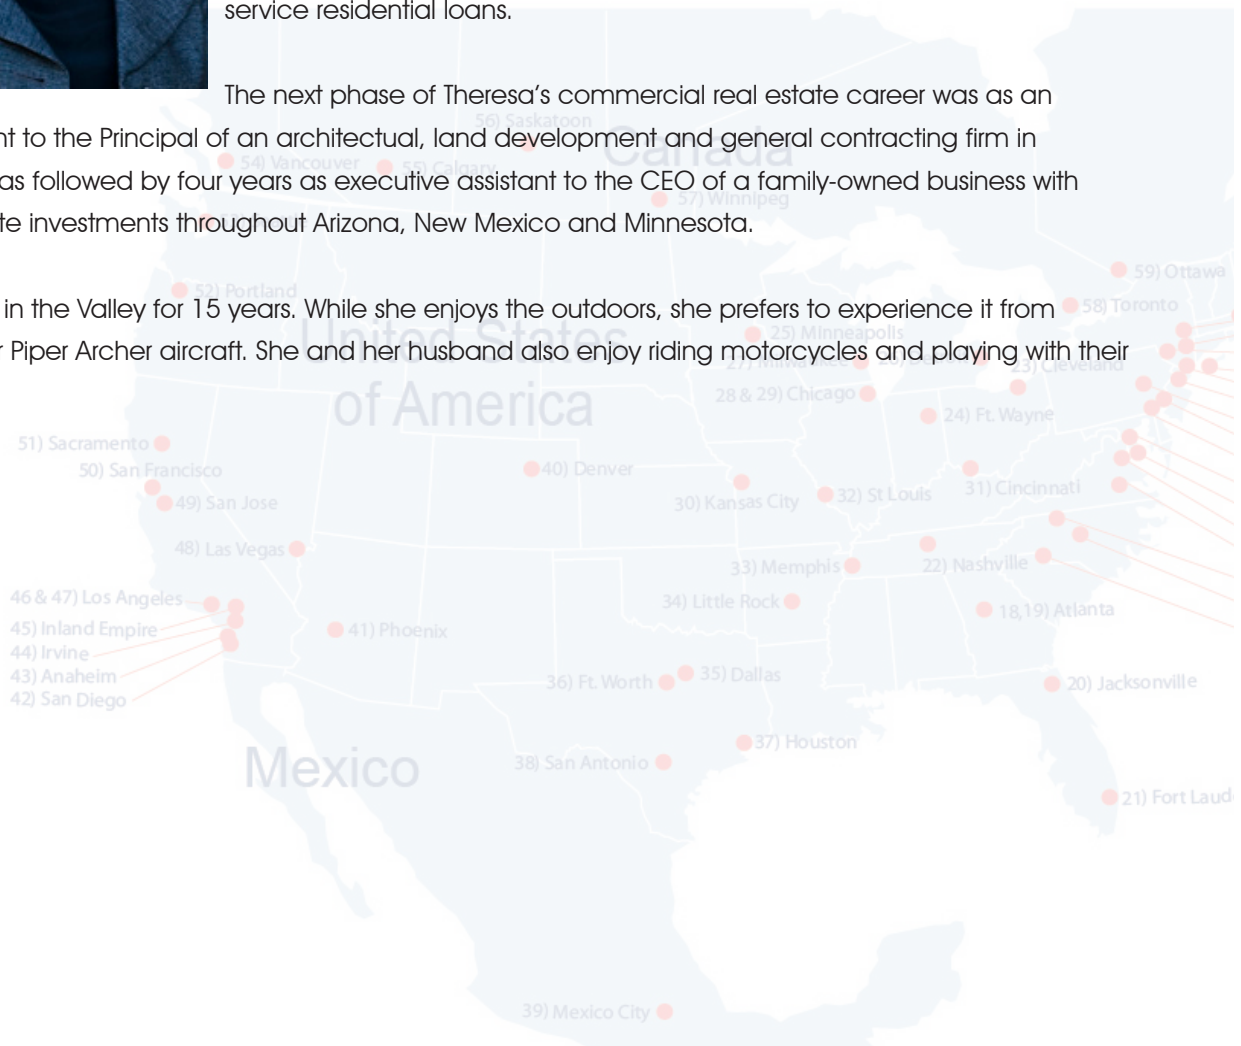 service residential loans.
The next phase of Theresa's commercial real estate career was as an
nt to the Principal of an architectual, land development and general contracting firm in
as followed by four years as executive assistant to the CEO of a family-owned business with
te investments throughout Arizona, New Mexico and Minnesota.
in the Valley for 15 years. While she enjoys the outdoors, she prefers to experience it from
r Piper Archer aircraft. She and her husband also enjoy riding motorcycles and playing with their
56) Saskatoon
Canada
54) Vancouver
55) Calgary
57) Winnipeg
59) Ottawa
52) Portland
58) Toronto
United States
of America
25) Minneapolis
27) Milwaukee
23) Cleveland
28 & 29) Chicago
24) Ft. Wayne
51) Sacramento
50) San Francisco
40) Denver
49) San Jose
30) Kansas City
32) St Louis
31) Cincinnati
48) Las Vegas
33) Memphis
22) Nashville
46 & 47) Los Angeles
34) Little Rock
18,19) Atlanta
45) Inland Empire
41) Phoenix
44) Irvine
43) Anaheim
42) San Diego
36) Ft. Worth
35) Dallas
20) Jacksonville
Mexico
37) Houston
38) San Antonio
21) Fort Laud
39) Mexico City